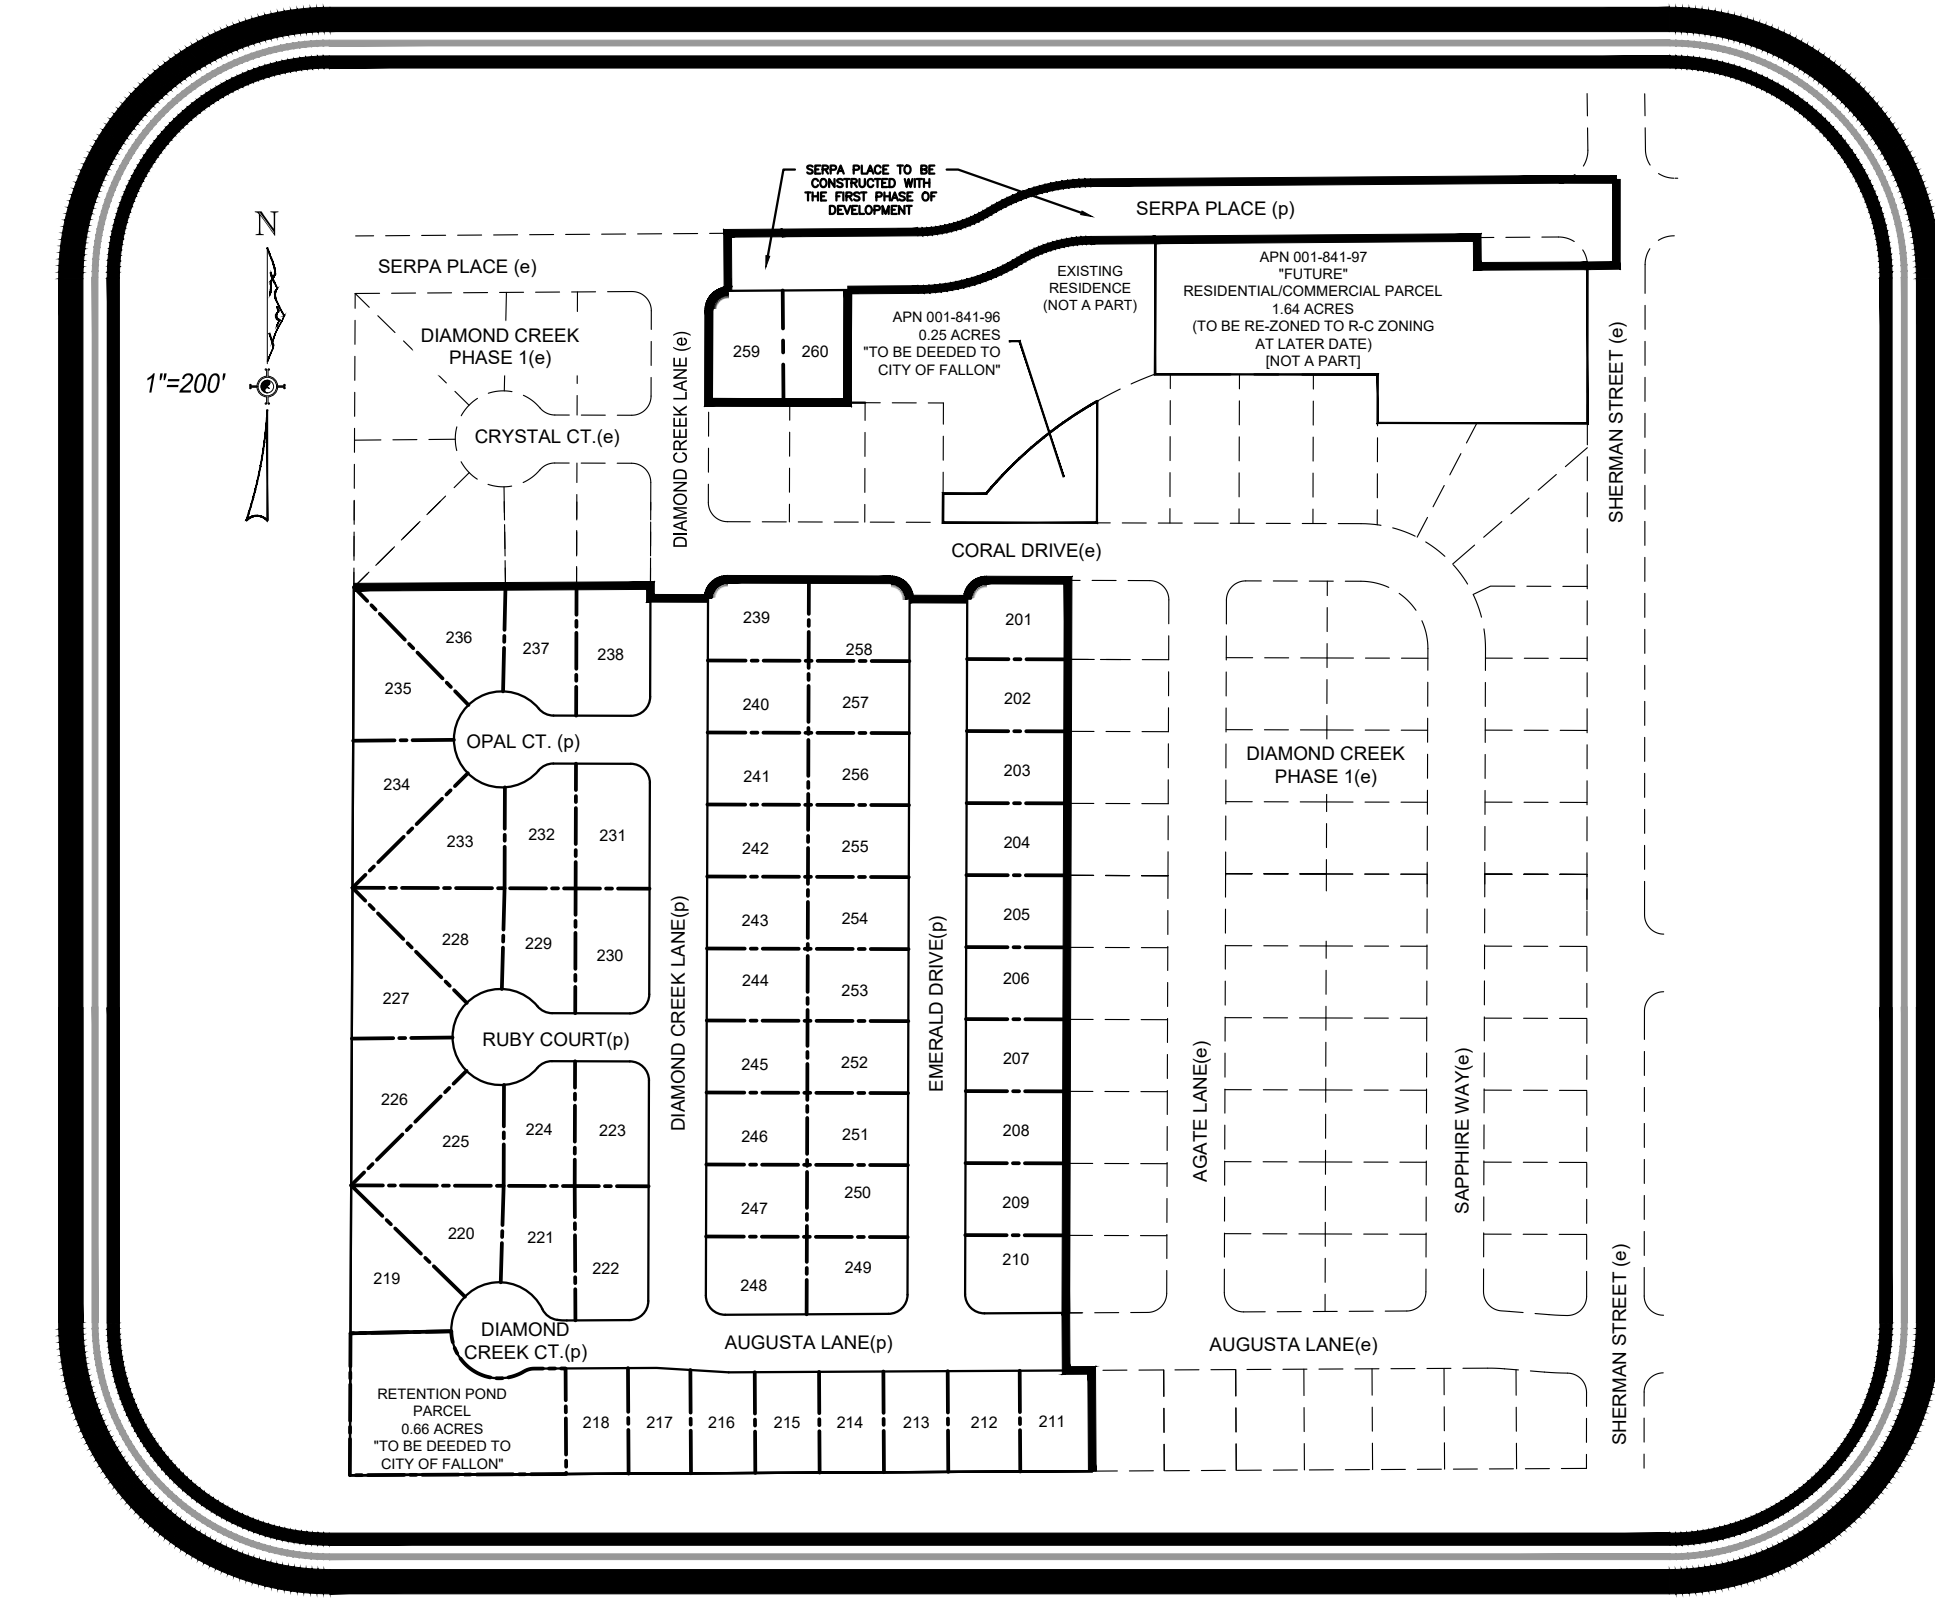 SERPA PLACE TO BE
CONSTRUCTED WITH
THE FIRST PHASE OF
DEVELOPMENT
N
1"=200'
SERPA PLACE (p)
SERPA PLACE (e)
DIAMOND CREEK
PHASE 1(e)
CRYSTAL CT.(e)
DIAMOND CREEK LANE (e)
259
260
APN 001-841-96
0.25 ACRES
"TO BE DEEDED TO
CITY OF FALLON"
EXISTING
RESIDENCE
(NOT A PART)
APN 001-841-97
"FUTURE"
RESIDENTIAL/COMMERCIAL PARCEL
1.64 ACRES
(TO BE RE-ZONED TO R-C ZONING
AT LATER DATE)
[NOT A PART]
SHERMAN STREET (e)
CORAL DRIVE(e)
236
237
238
235
OPAL CT. (p)
234
233
232
231
228
229
230
227
RUBY COURT(p)
226
225
224
223
220
221
222
219
DIAMOND
CREEK CT.(p)
DIAMOND CREEK LANE(p)
239
258
240
257
241
256
242
255
243
254
244
253
245
252
246
251
247
250
248
249
EMERALD DRIVE(p)
201
202
203
204
205
206
207
208
209
210
DIAMOND CREEK
PHASE 1(e)
AGATE LANE(e)
SAPPHIRE WAY(e)
SHERMAN STREET (e)
AUGUSTA LANE(p)
AUGUSTA LANE(e)
RETENTION POND
PARCEL
0.66 ACRES
"TO BE DEEDED TO
CITY OF FALLON"
218
217
216
215
214
213
212
211